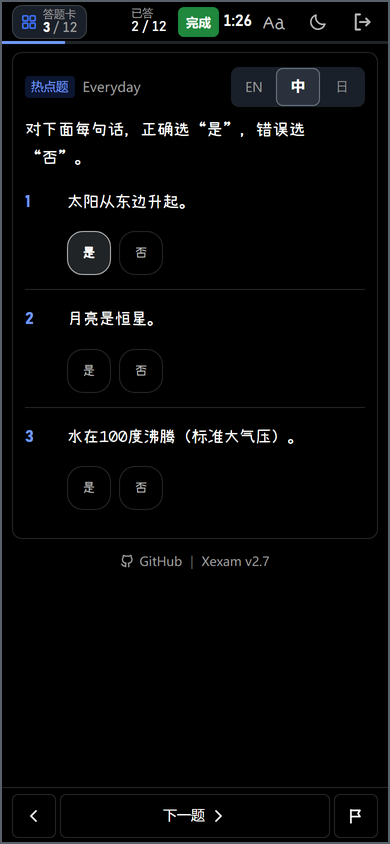 答题卡
3 / 12
已答
2 / 12
完成
1:26
Aa
热点题 Everyday
EN 中 日
对下面每句话，正确选“是”，错误选
“否”。
1 太阳从东边升起。
是 否
2 月亮是恒星。
是 否
3 水在100度沸腾（标准大气压）。
是 否
GitHub | Xexam v2.7
下一题